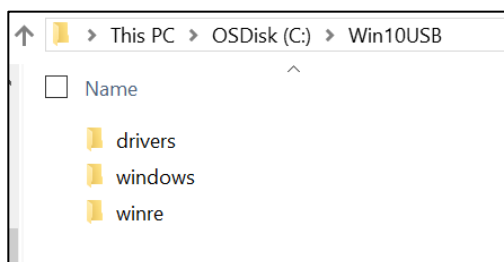 This PC > OSDisk (C:) > Win10USB
Name
drivers
windows
winre